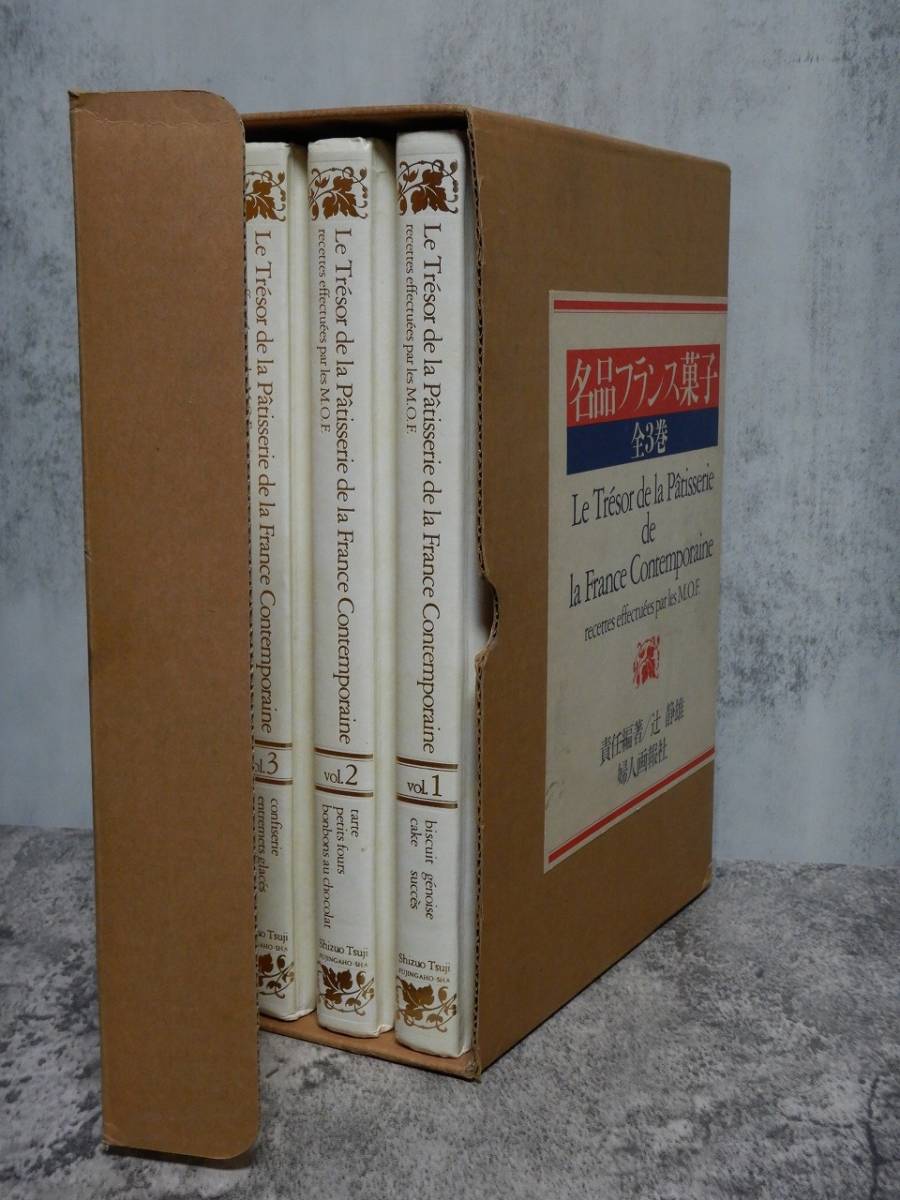 Le Trésor de la Pâtisserie de la France Contemporaine
vol.3
confiserie
entremets glacés
Tsuji
Le Trésor de la Pâtisserie de la France Contemporaine
recettes effectuées par les M.O.F.
vol.2
tarte
petits fours
bonbons au chocolat
Shizuo Tsuji
FUJINGAHO-SHA
Le Trésor de la Pâtisserie de la France Contemporaine
recettes effectuées par les M.O.F.
vol.1
biscuit génoise
cake succès
Shizuo Tsuji
FUJINGAHO-SHA
名品フランス菓子
全3巻
Le Trésor de la Pâtisserie
de
la France Contemporaine
recettes effectuées par les M.O.F.
責任編著/辻 静雄
婦人画報社